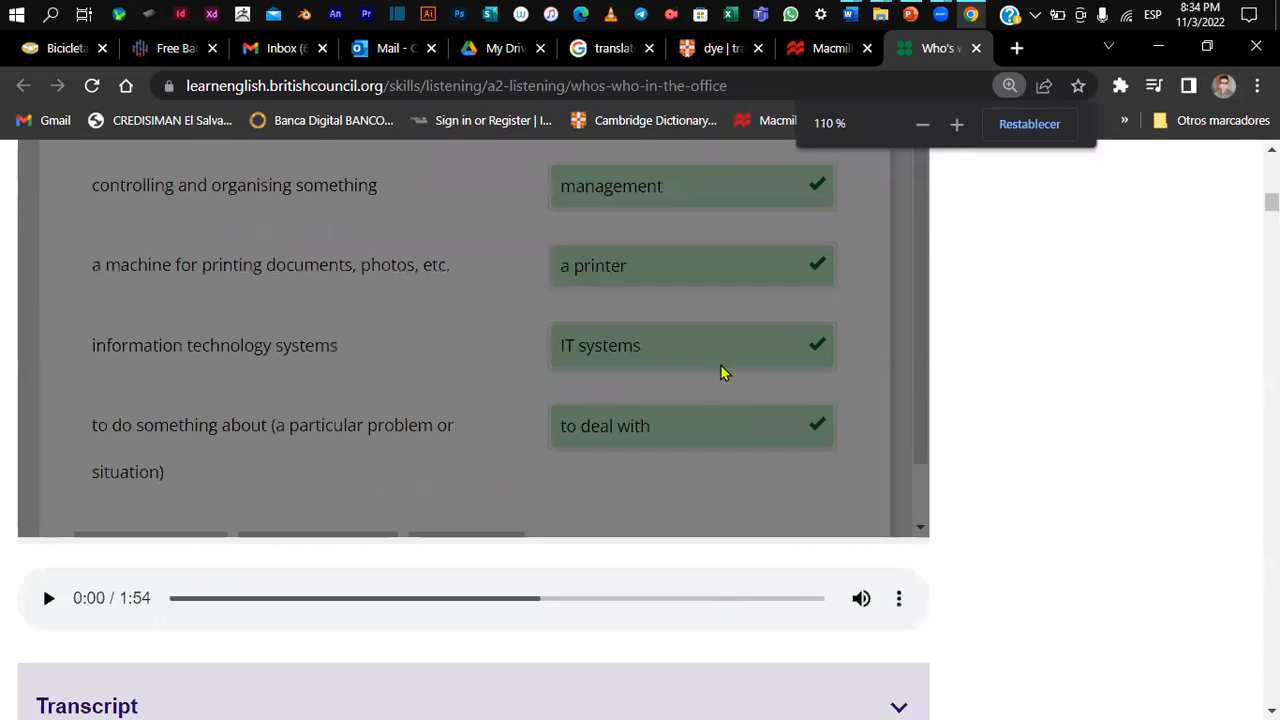 8:34 PM
ESP
11/3/2022
Bicicleta
Free Bac
Inbox (6
Mail - C
My Driv
translat
dye | tra
Macmill
Who's w
learnenglish.britishcouncil.org/skills/listening/a2-listening/whos-who-in-the-office
Gmail
CREDISIMAN El Salva...
Banca Digital BANCO...
Sign in or Register | I...
Cambridge Dictionary...
Macmil
»
Otros marcadores
110 %
Restablecer
controlling and organising something
management
a machine for printing documents, photos, etc.
a printer
information technology systems
IT systems
to do something about (a particular problem or
situation)
to deal with
0:00 / 1:54
Transcript